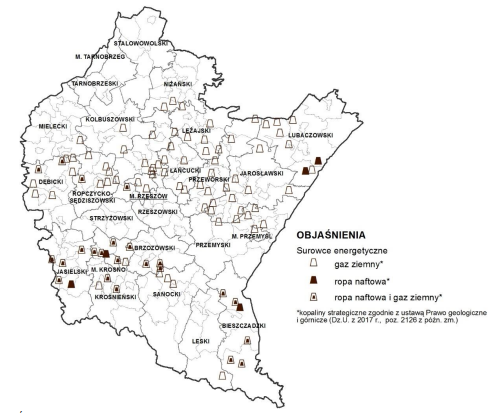 STALOWOWOLSKI
M. TARNOBRZEG
TARNOBRZESKI
NIŻAŃSKI
KOLBUSZOWSKI
MIELECKI
LEŻAJSKI
LUBACZOWSKI
ŁAŃCUCKI
JAROSŁAWSKI
DĘBICKI
PRZEWORSKI
ROPCZYCKO-
SĘDZISZOWSKI
M. RZESZÓW
RZESZOWSKI
STRZYŻOWSKI
M. PRZEMYŚL
PRZEMYSKI
BRZOZOWSKI
JASIELSKI
M. KROSNO
KROŚNIEŃSKI
SANOCKI
BIESZCZADZKI
LESKI
OBJAŚNIENIA
Surowce energetyczne
gaz ziemny*
ropa naftowa*
ropa naftowa i gaz ziemny*
*kopaliny strategiczne zgodnie z ustawą Prawo geologiczne
i górnicze (Dz.U. z 2017 r., poz. 2126 z późn. zm.)